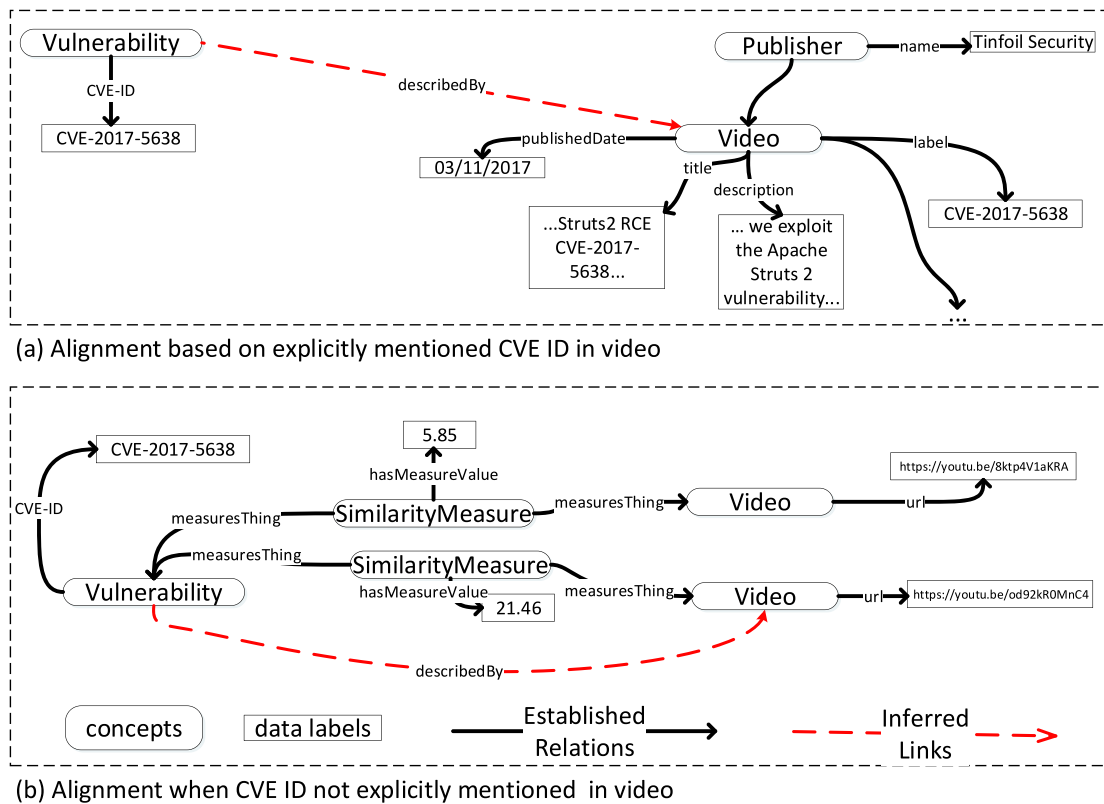 Vulnerability
CVE-ID
CVE-2017-5638
describedBy
Publisher
name
Tinfoil Security
Video
publishedDate
03/11/2017
title
...Struts2 RCE
CVE-2017-
5638...
description
... we exploit
the Apache
Struts 2
vulnerability...
label
CVE-2017-5638
...
(a) Alignment based on explicitly mentioned CVE ID in video
CVE-2017-5638
CVE-ID
5.85
hasMeasureValue
SimilarityMeasure
measuresThing
measuresThing
Video
url
https://youtu.be/8ktp4V1aKRA
measuresThing
SimilarityMeasure
hasMeasureValue
21.46
measuresThing
Video
url
https://youtu.be/od92kR0MnC4
Vulnerability
describedBy
concepts
data labels
Established
Relations
Inferred
Links
(b) Alignment when CVE ID not explicitly mentioned  in video